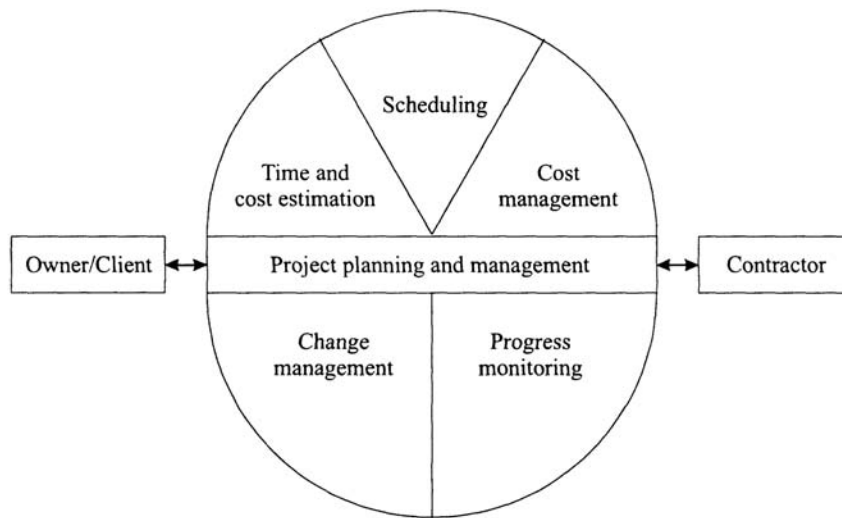 Scheduling
Time and
cost estimation
Cost
management
Owner/Client
Project planning and management
Contractor
Change
management
Progress
monitoring